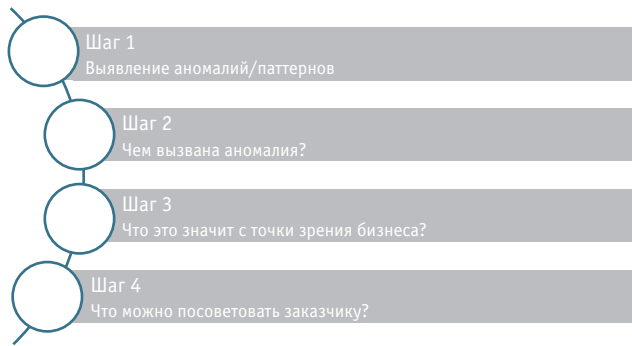 Шаг 1
Выявление аномалий/паттернов
Шаг 2
Чем вызвана аномалия?
Шаг 3
Что это значит с точки зрения бизнеса?
Шаг 4
Что можно посоветовать заказчику?